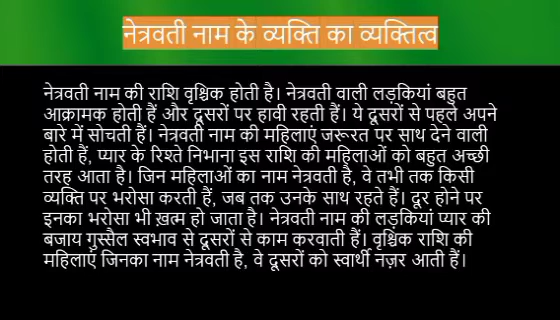 नेत्रवती नाम के व्यक्ति का व्यक्तित्व
नेत्रवती नाम की राशि वृश्चिक होती है। नेत्रवती वाली लड़कियां बहुत
आक्रामक होती हैं और दूसरों पर हावी रहती हैं। ये दूसरों से पहले अपने
बारे में सोचती हैं। नेत्रवती नाम की महिलाएं जरूरत पर साथ देने वाली
होती हैं, प्यार के रिश्ते निभाना इस राशि की महिलाओं को बहुत अच्छी
तरह आता है। जिन महिलाओं का नाम नेत्रवती है, वे तभी तक किसी
व्यक्ति पर भरोसा करती हैं, जब तक उनके साथ रहते हैं। दूर होने पर
इनका भरोसा भी ख़त्म हो जाता है। नेत्रवती नाम की लड़कियां प्यार की
बजाय गुस्सैल स्वभाव से दूसरों से काम करवाती हैं। वृश्चिक राशि की
महिलाएं जिनका नाम नेत्रवती है, वे दूसरों को स्वार्थी नज़र आती हैं।